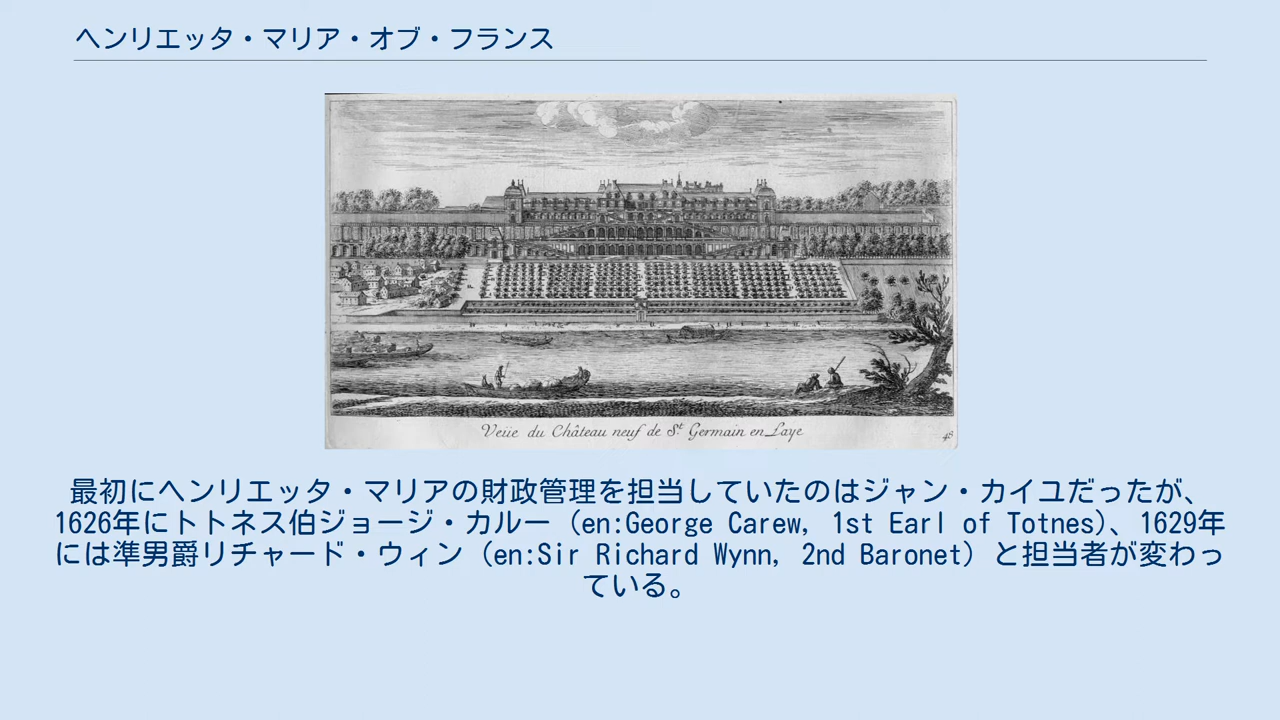 ヘンリエッタ・マリア・オブ・フランス
Veüe du Château neuf de St Germain en Laye
最初にヘンリエッタ・マリアの財政管理を担当していたのはジャン・カイユだったが、
1626年にトトネス伯ジョージ・カルー（en:George Carew, 1st Earl of Totnes）、1629年
には準男爵リチャード・ウィン（en:Sir Richard Wynn, 2nd Baronet）と担当者が変わっ
ている。